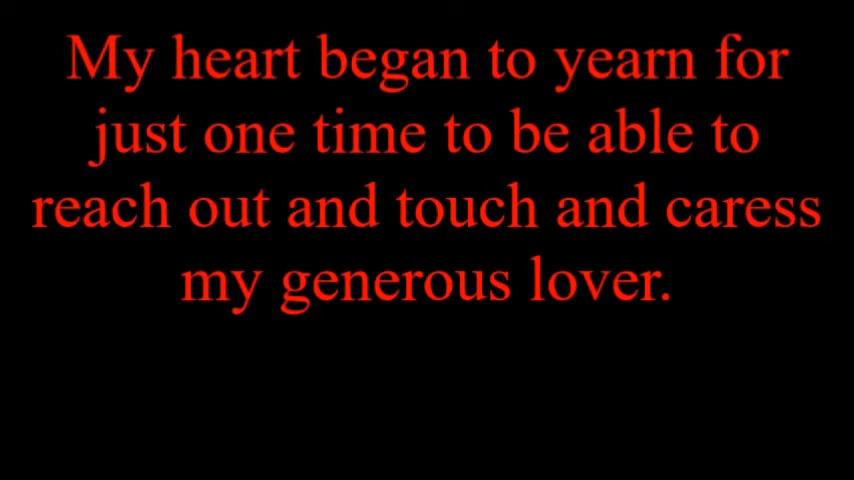 My heart began to yearn for
just one time to be able to
reach out and touch and caress
my generous lover.